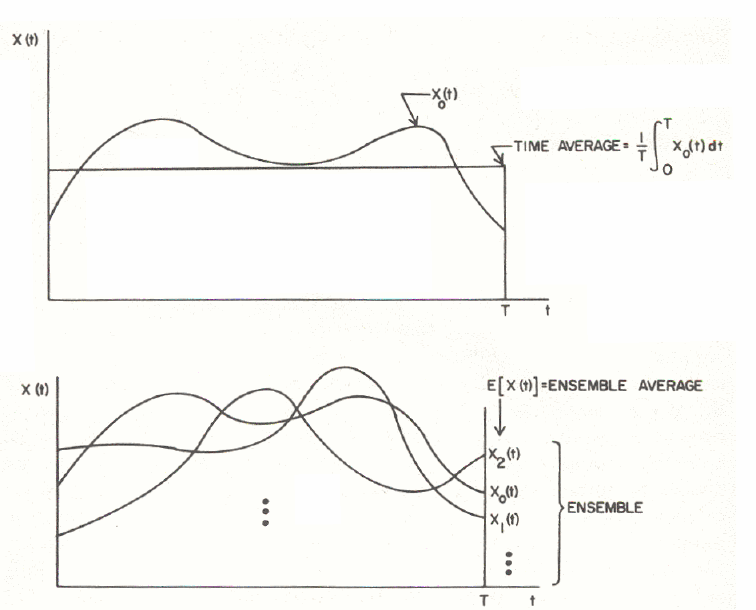 X(t)
X₀(t)
TIME AVERAGE = 1/T ∫₀ᵀ X₀(t) dt
T t
X(t)
E[X(t)] = ENSEMBLE AVERAGE
X₂(t)
X₀(t)
X₁(t)
ENSEMBLE
T t